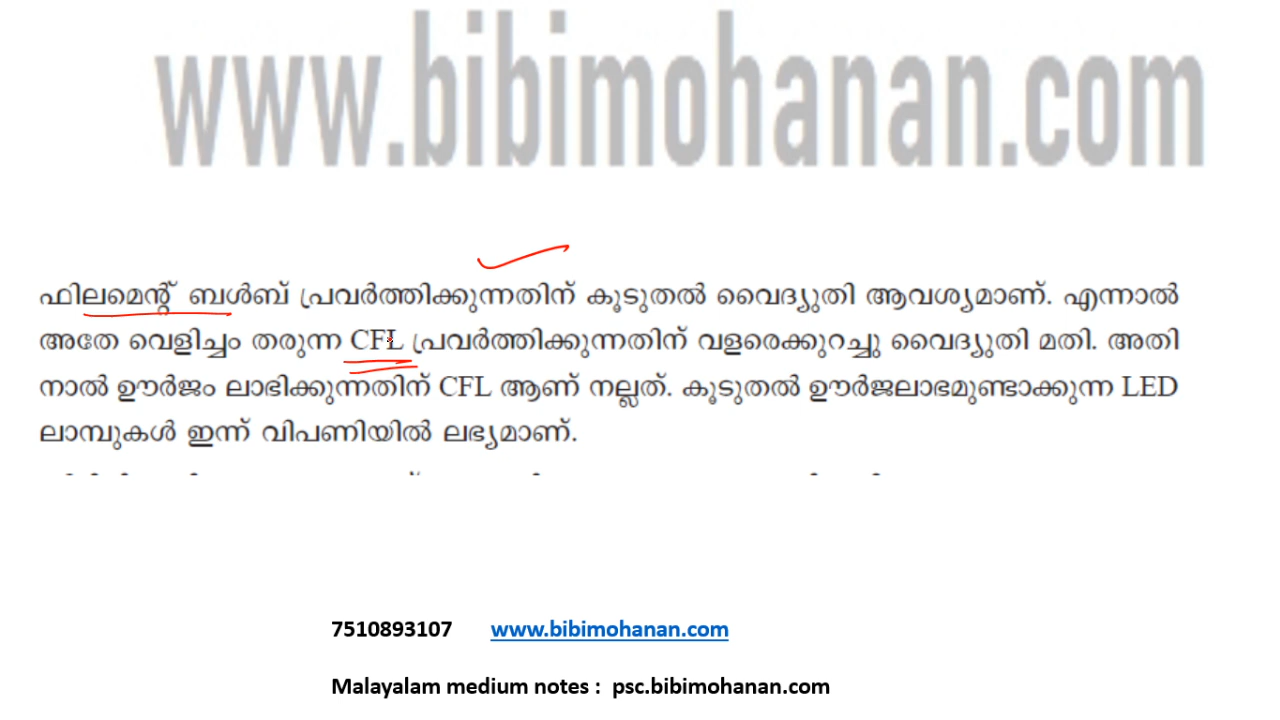 www.bibimohanan.com
ഫിലമെന്റ് ബൾബ് പ്രവർത്തിക്കുന്നതിന് കൂടുതൽ വൈദ്യുതി ആവശ്യമാണ്. എന്നാൽ
അതേ വെളിച്ചം തരുന്ന CFL പ്രവർത്തിക്കുന്നതിന് വളരെക്കുറച്ചു വൈദ്യുതി മതി. അതി
നാൽ ഊർജം ലാഭിക്കുന്നതിന് CFL ആണ് നല്ലത്. കൂടുതൽ ഊർജലാഭമുണ്ടാക്കുന്ന LED
ലാമ്പുകൾ ഇന്ന് വിപണിയിൽ ലഭ്യമാണ്.
7510893107 www.bibimohanan.com
Malayalam medium notes : psc.bibimohanan.com